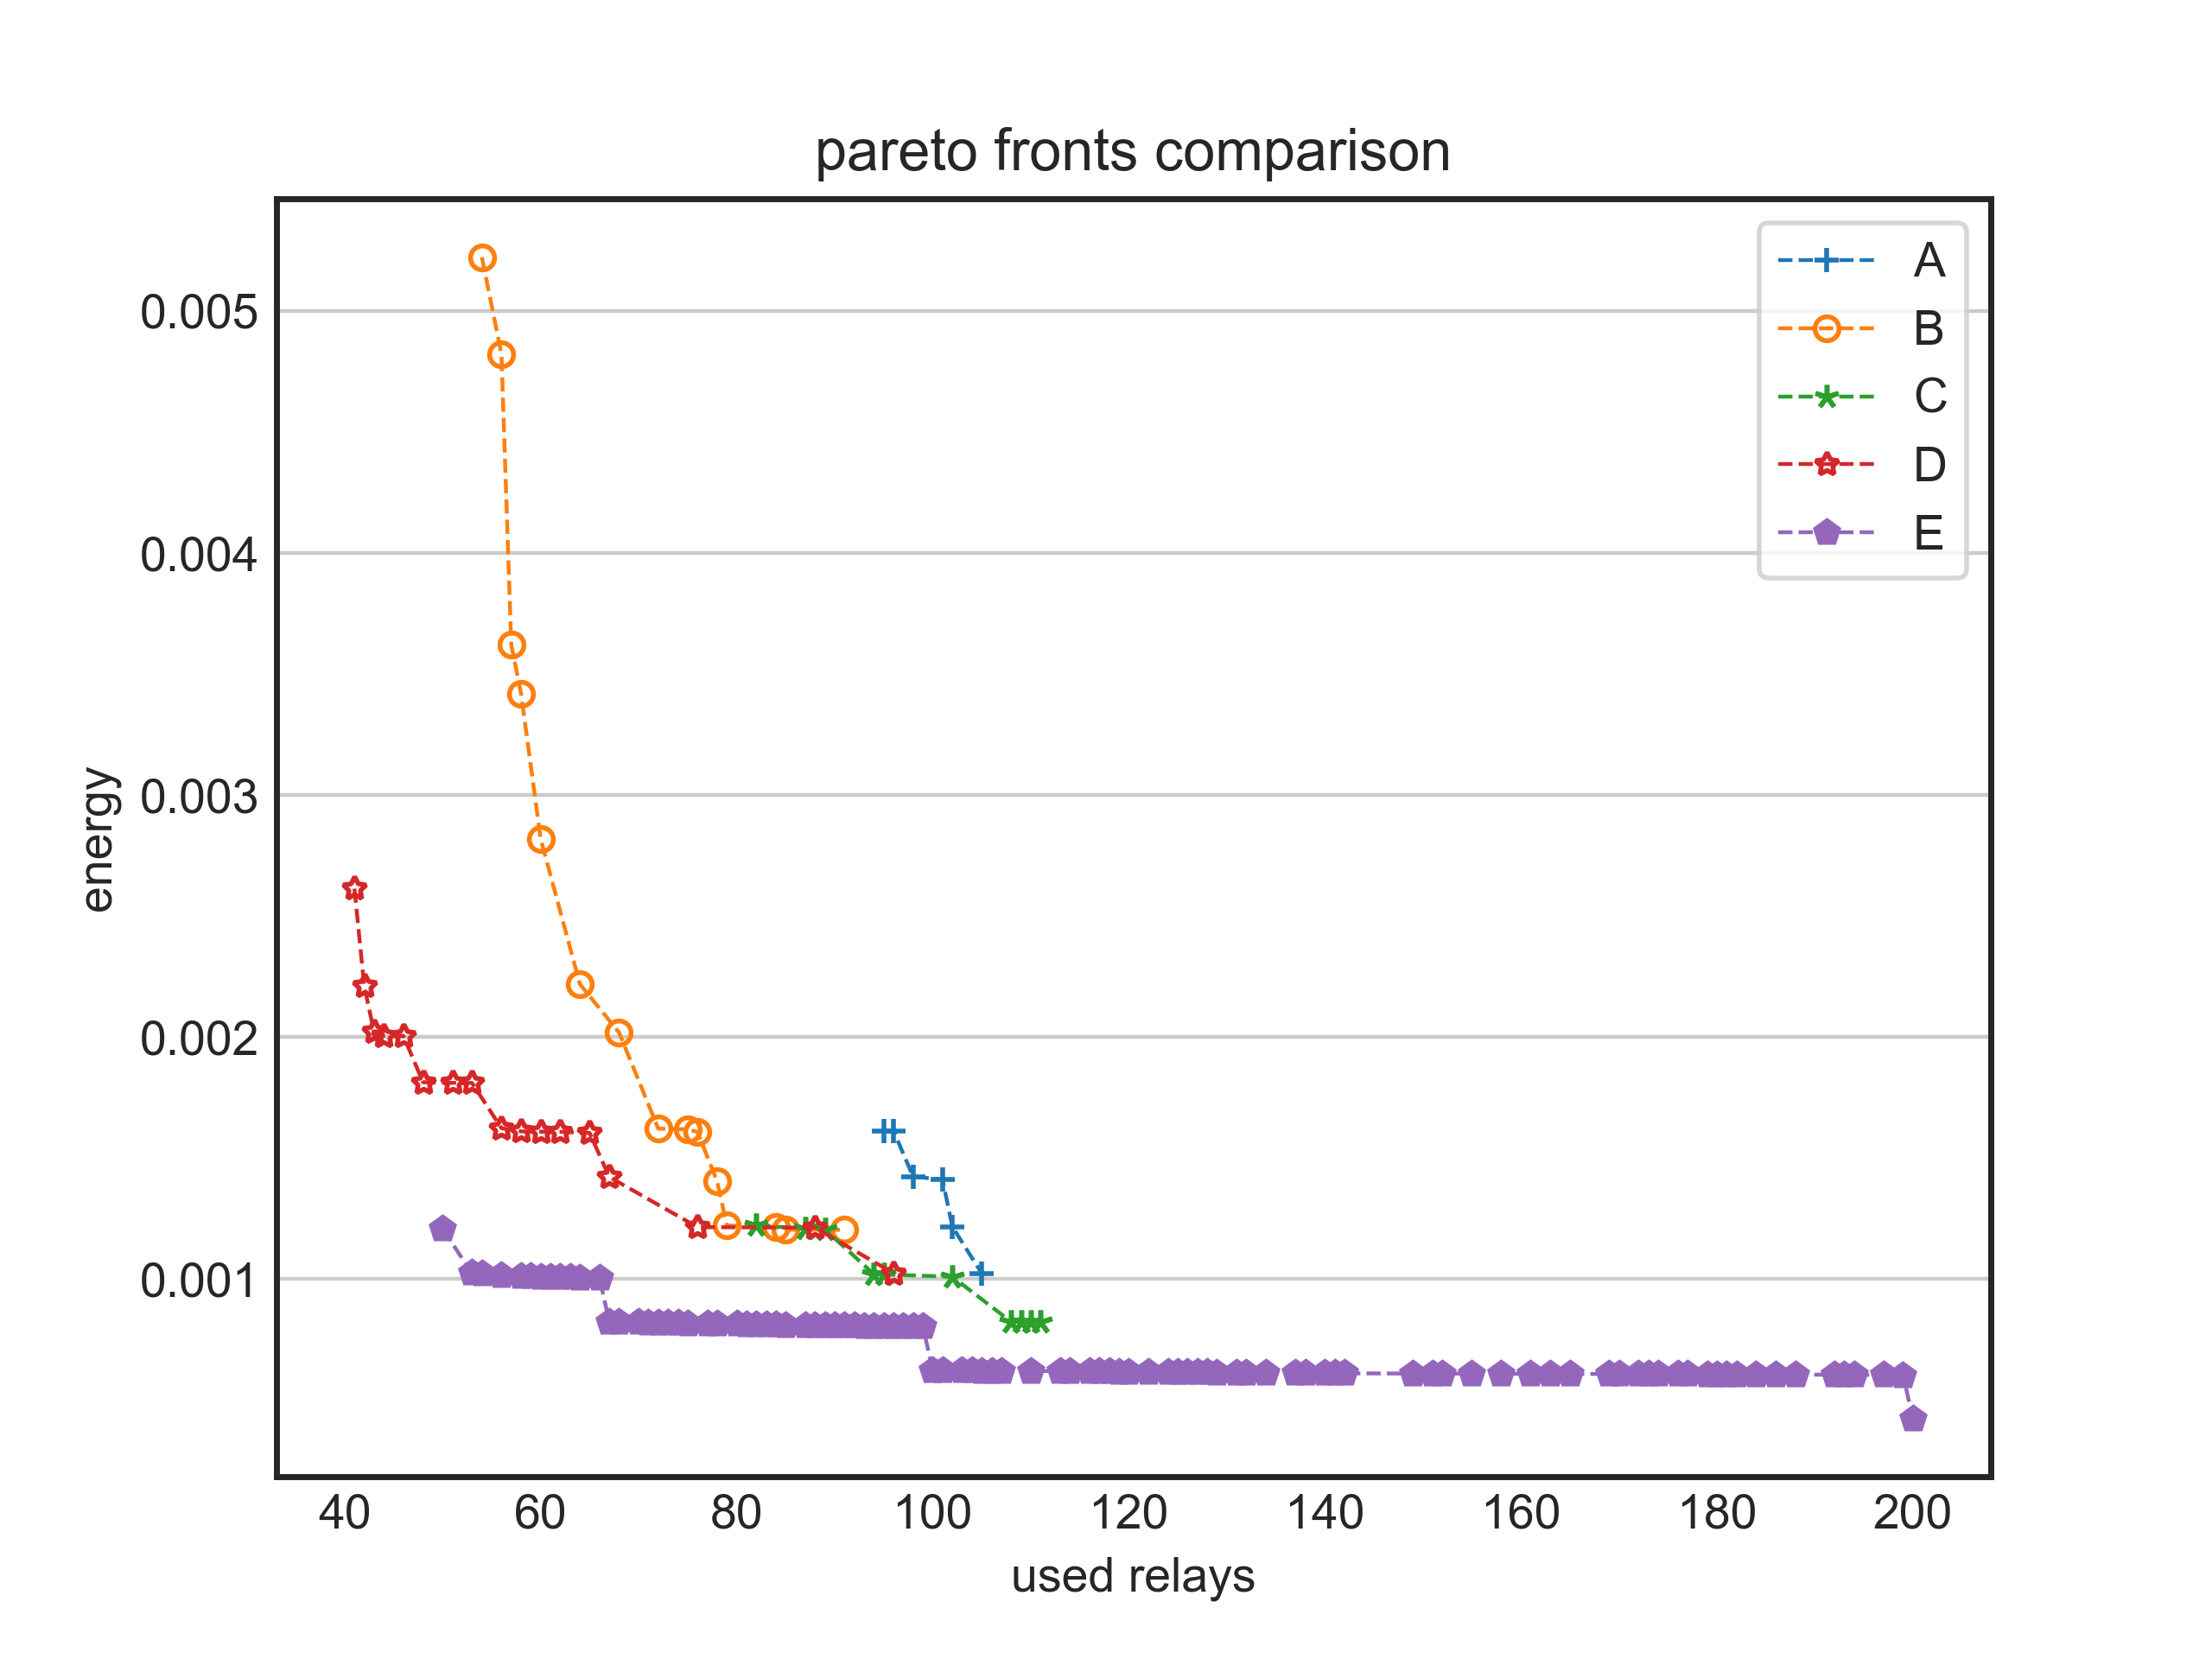 pareto fronts comparison
A
B
C
D
E
0.005
0.004
0.003
0.002
0.001
energy
40 60 80 100 120 140 160 180 200
used relays